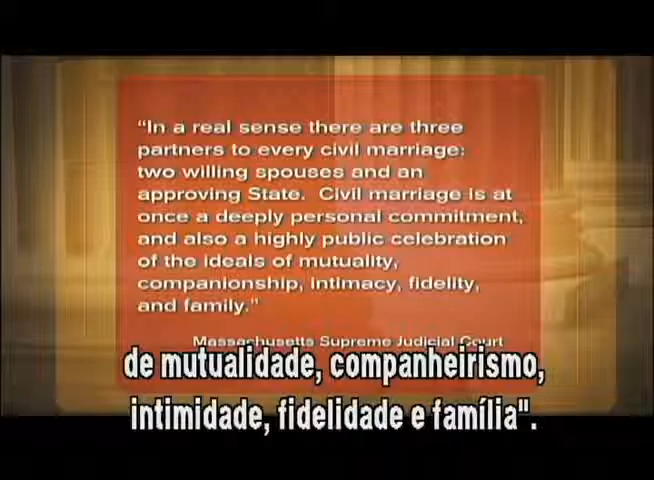 "In a real sense there are three
partners to every civil marriage:
two willing spouses and an
approving State. Civil marriage is at
once a deeply personal commitment,
and also a highly public celebration
of the ideals of mutuality,
companionship, intimacy, fidelity,
and family."
Massachusetts Supreme Judicial Court
de mutualidade, companheirismo,
intimidade, fidelidade e família".